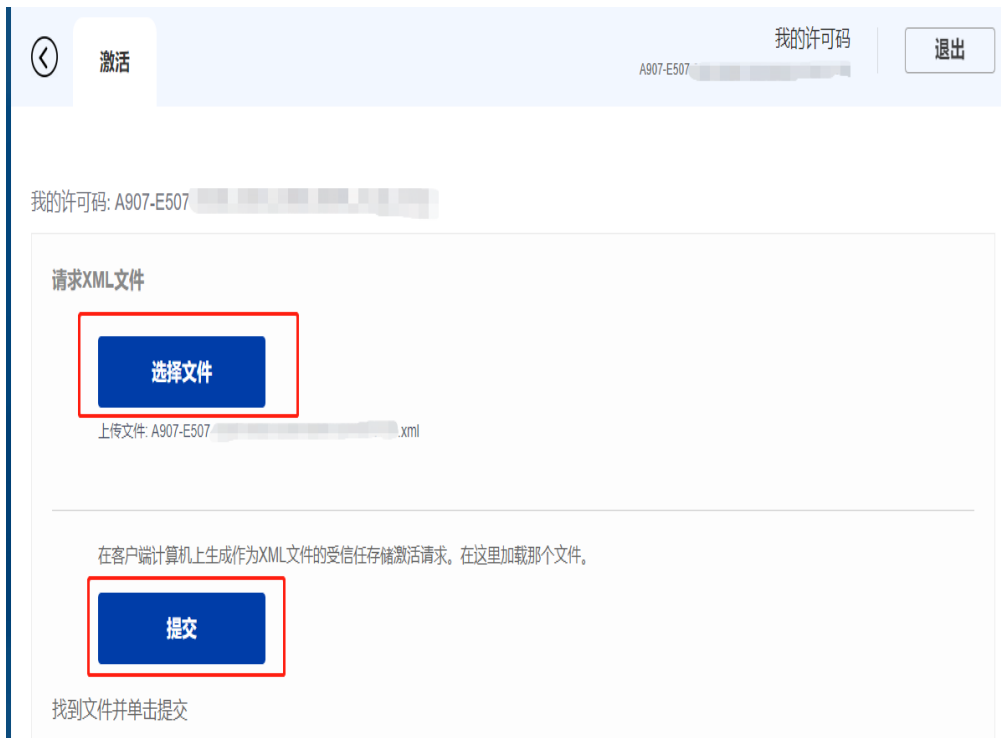 激活
我的许可码
A907-E507
退出
我的许可码: A907-E507
请求XML文件
选择文件
上传文件: A907-E507 .xml
在客户端计算机上生成作为XML文件的受信任存储激活请求。在这里加载那个文件。
提交
找到文件并单击提交